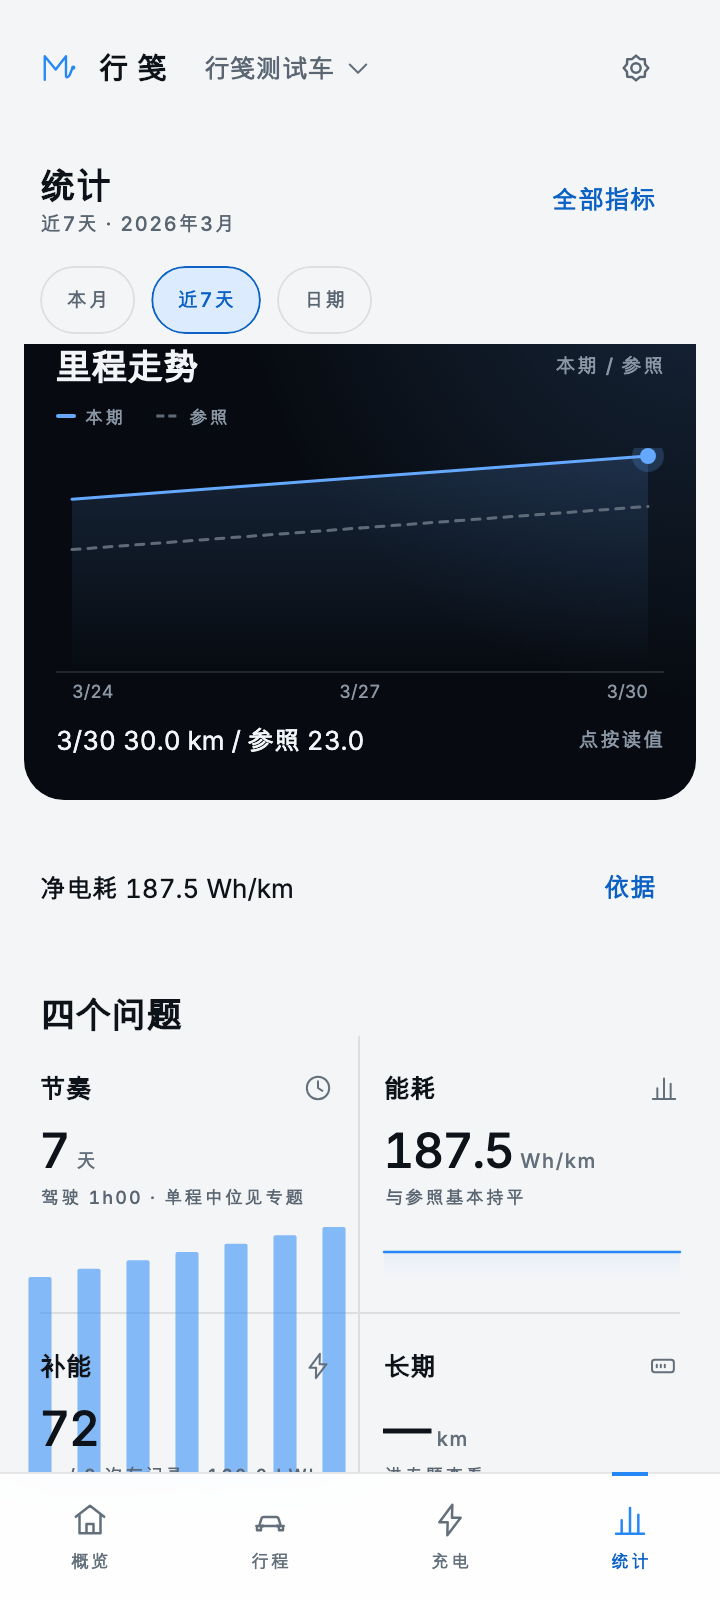 行笺 行笺测试车
统计
近7天 · 2026年3月
全部指标
本月 近7天 日期
里程走势 本期 / 参照
本期 参照
3/24 3/27 3/30
3/30 30.0 km / 参照 23.0 点按读值
净电耗 187.5 Wh/km 依据
四个问题
节奏
7 天
驾驶 1h00 · 单程中位见专题
能耗
187.5 Wh/km
与参照基本持平
补能
72
长期
— km
概览 行程 充电 统计